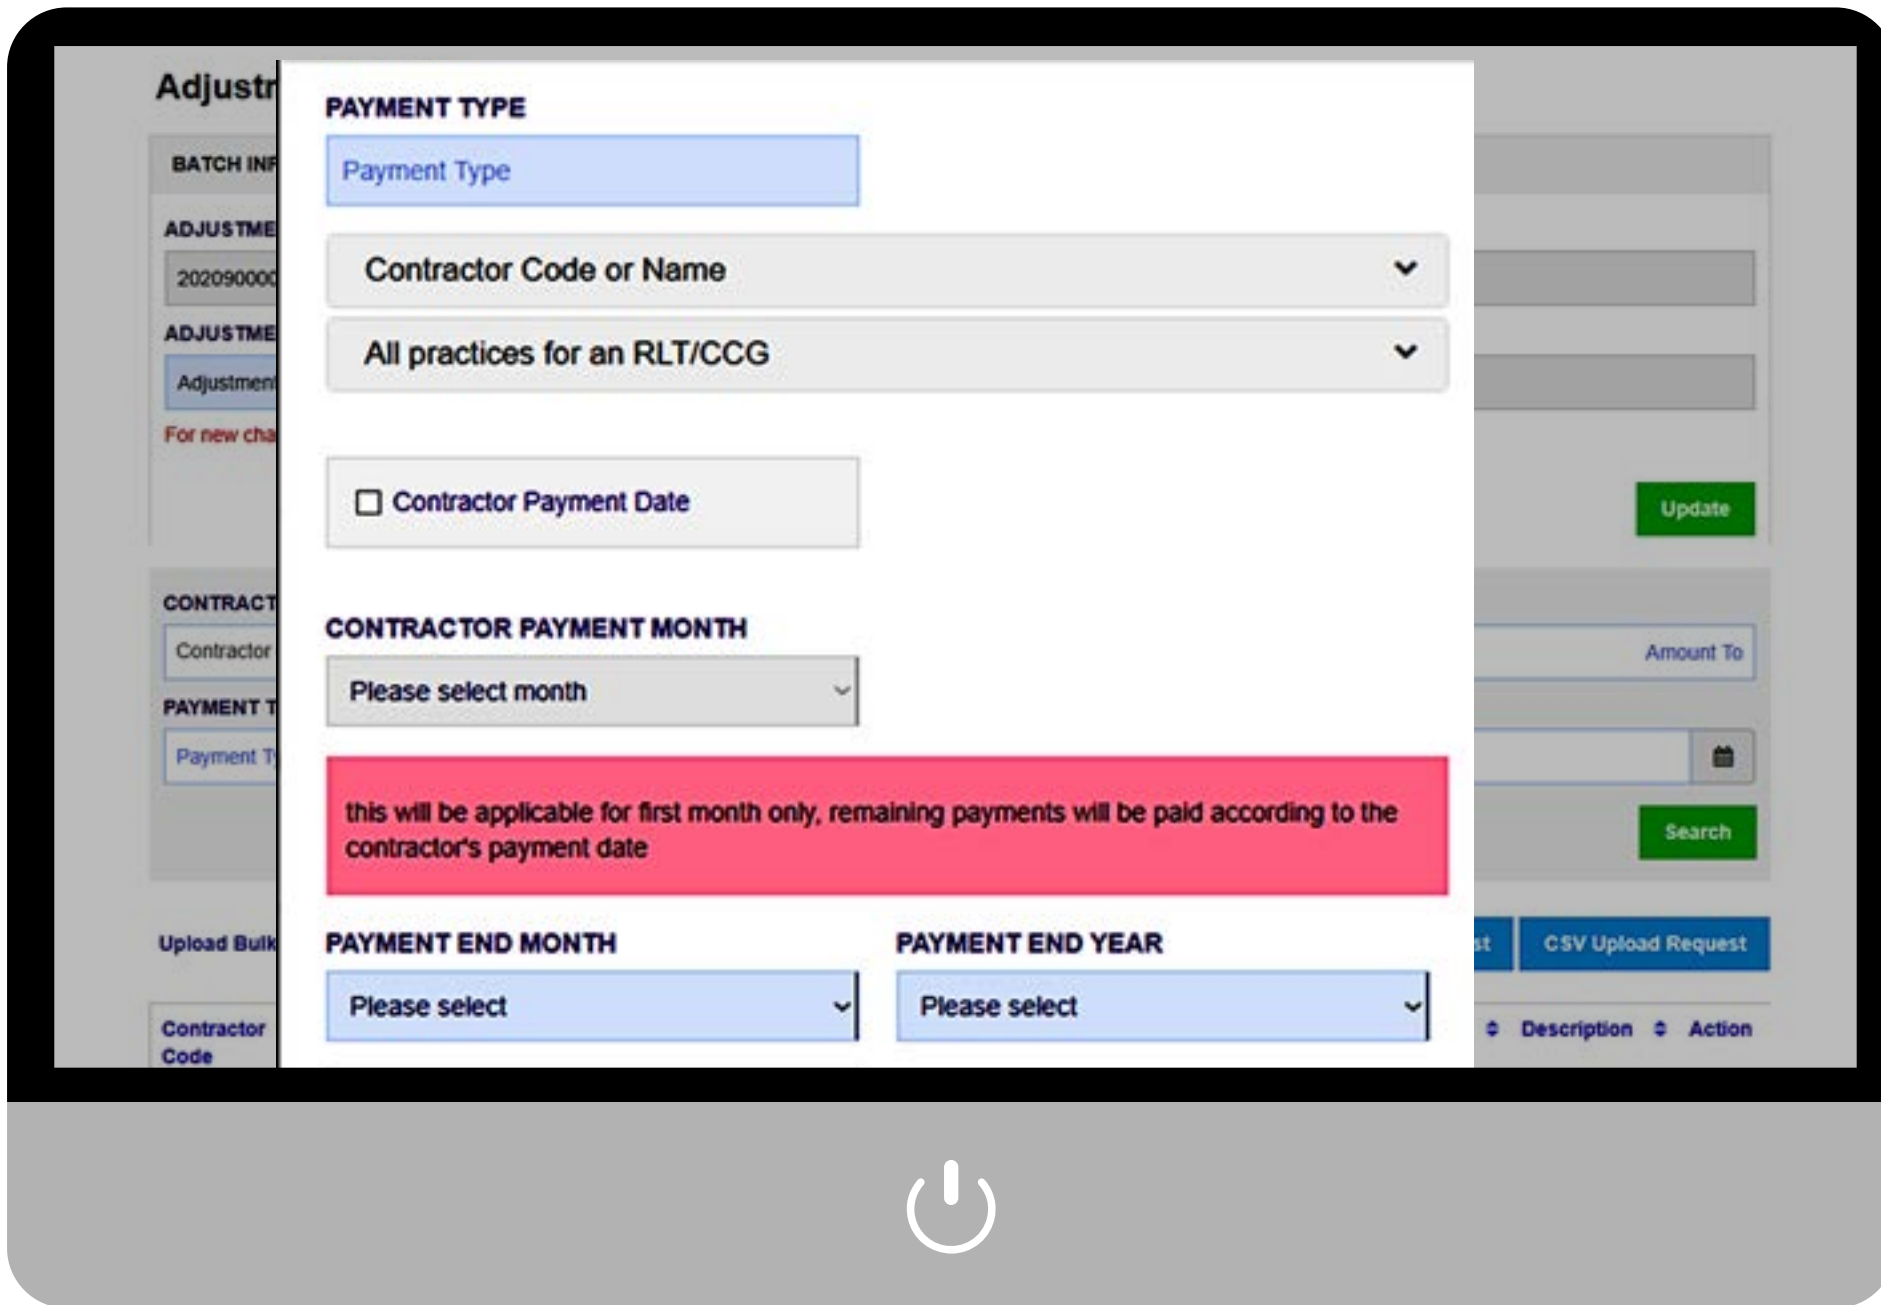 Adjustr
PAYMENT TYPE
Payment Type
BATCH INF
Contractor Code or Name
ADJUSTME
202090000
All practices for an RLT/CCG
ADJUSTME
Adjustment
For new cha
Contractor Payment Date
Update
CONTRACT
Contractor
CONTRACTOR PAYMENT MONTH
Please select month
Amount To
PAYMENT T
Payment Ty
this will be applicable for first month only, remaining payments will be paid according to the
contractor's payment date
Search
Upload Bulk
PAYMENT END MONTH
PAYMENT END YEAR
st
CSV Upload Request
Please select
Please select
Contractor
Code
Description
Action